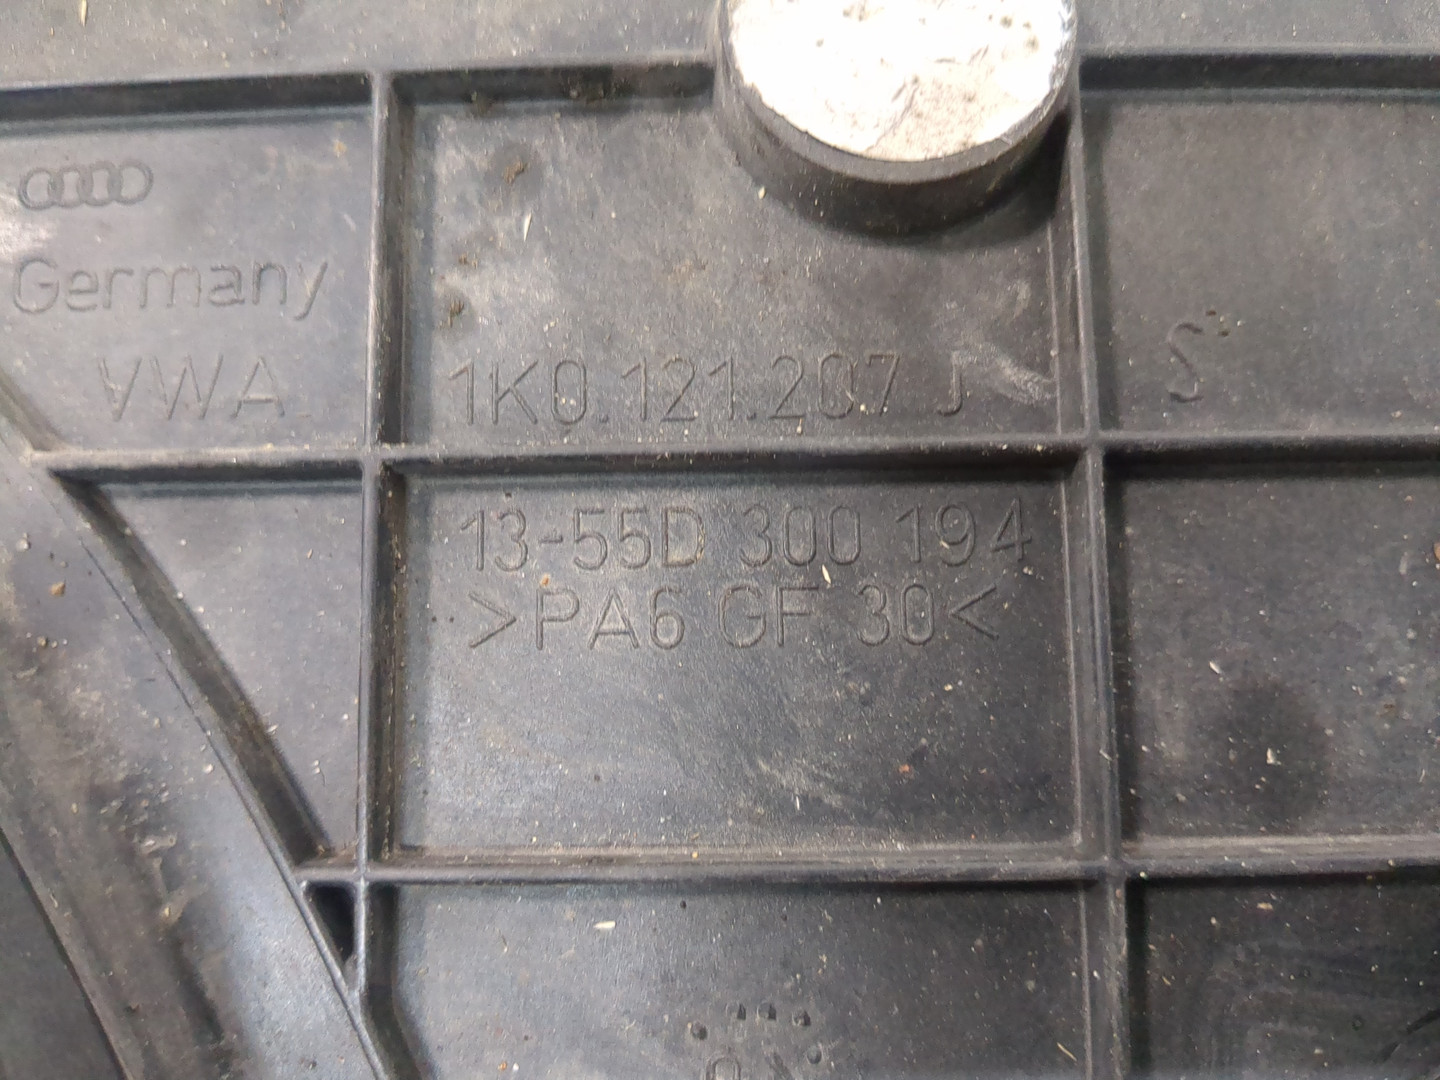 Germany
VWA
1K0.121.207 J
13-55D 300 194
>PA6 GF 30<